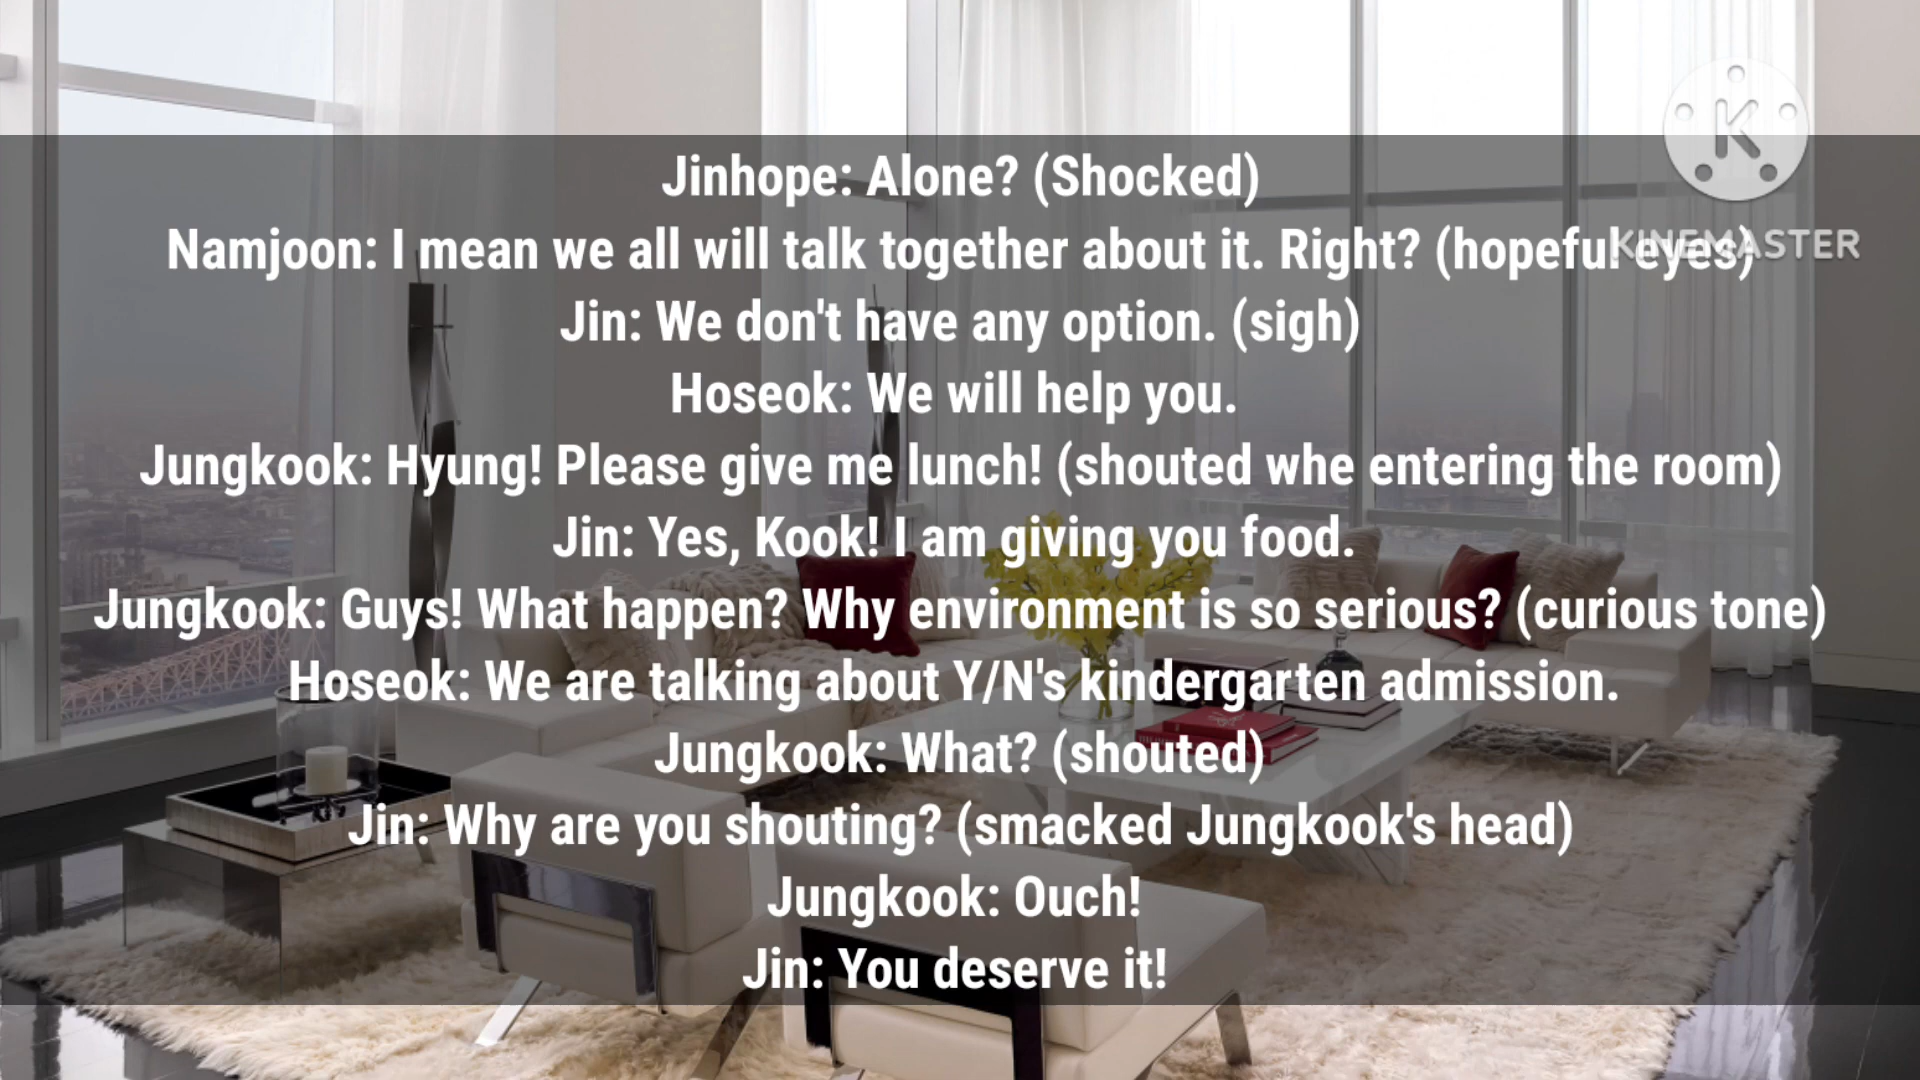 Jinhope: Alone? (Shocked)
Namjoon: I mean we all will talk together about it. Right? (hopeful eyes)
KINEMASTER
Jin: We don't have any option. (sigh)
Hoseok: We will help you.
Jungkook: Hyung! Please give me lunch! (shouted whe entering the room)
Jin: Yes, Kook! I am giving you food.
Jungkook: Guys! What happen? Why environment is so serious? (curious tone)
Hoseok: We are talking about Y/N's kindergarten admission.
Jungkook: What? (shouted)
Jin: Why are you shouting? (smacked Jungkook's head)
Jungkook: Ouch!
Jin: You deserve it!